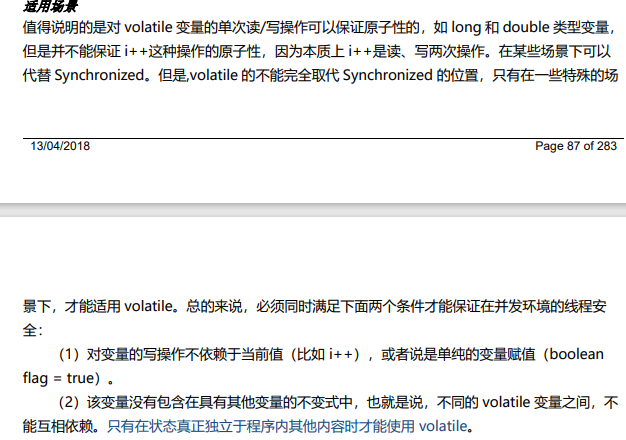 适用场景
值得说明的是对 volatile 变量的单次读/写操作可以保证原子性的，如 long 和 double 类型变量，
但是并不能保证 i++这种操作的原子性，因为本质上 i++是读、写两次操作。在某些场景下可以
代替 Synchronized。但是,volatile 的不能完全取代 Synchronized 的位置，只有在一些特殊的场
13/04/2018 Page 87 of 283
景下，才能适用 volatile。总的来说，必须同时满足下面两个条件才能保证在并发环境的线程安
全：
（1）对变量的写操作不依赖于当前值（比如 i++），或者说是单纯的变量赋值（boolean
flag = true）。
（2）该变量没有包含在具有其他变量的不变式中，也就是说，不同的 volatile 变量之间，不
能互相依赖。只有在状态真正独立于程序内其他内容时才能使用 volatile。